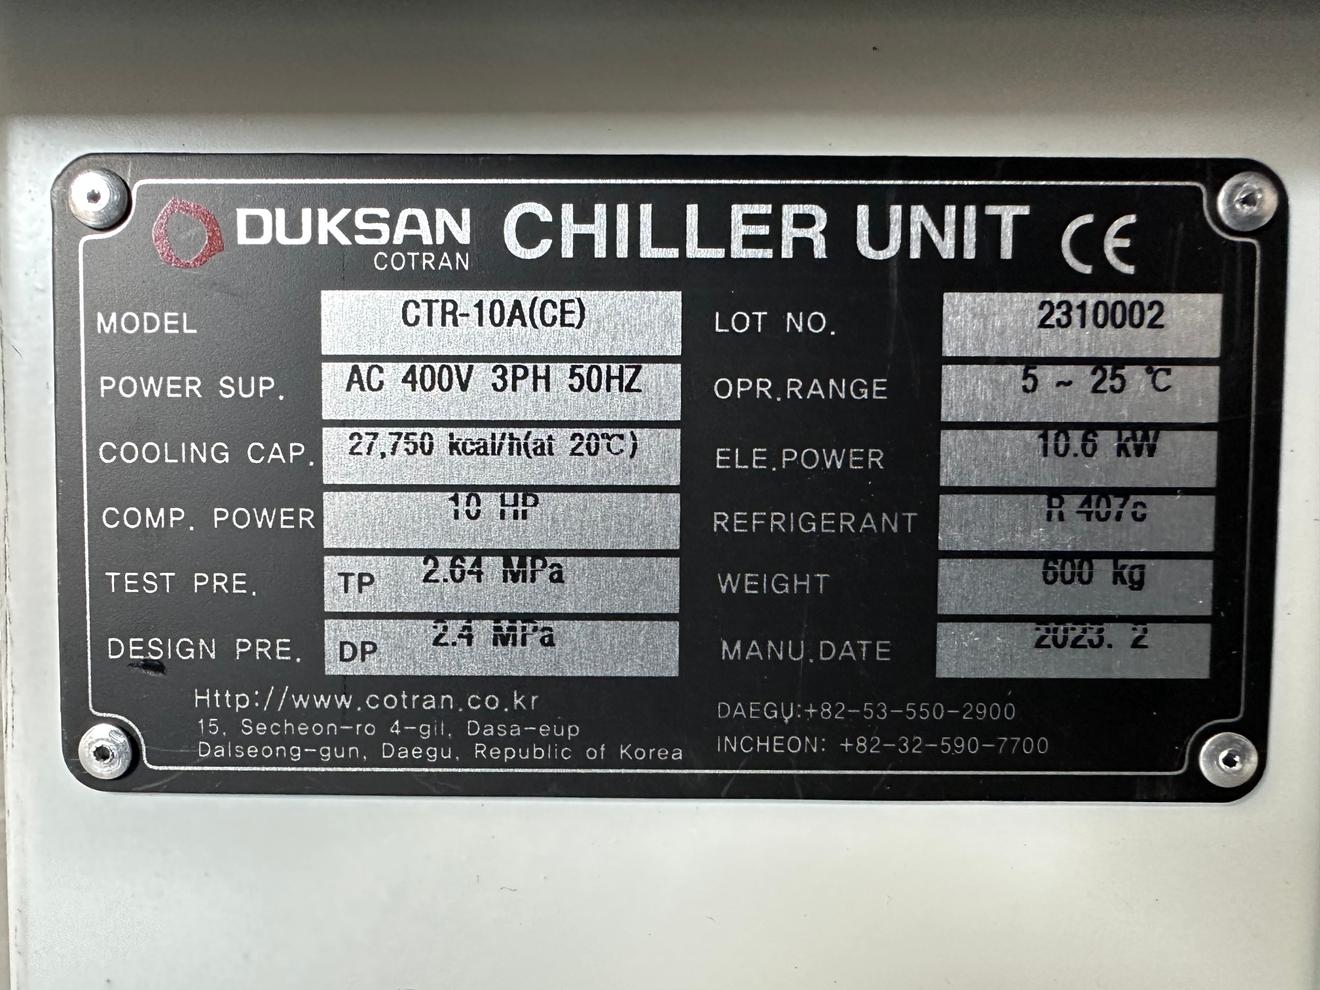 DUKSAN CHILLER UNIT CE
COTRAN
MODEL CTR-10A(CE) LOT NO. 2310002
POWER SUP. AC 400V 3PH 50HZ OPR.RANGE 5 ~ 25 ℃
COOLING CAP. 27,750 kcal/h(at 20℃) ELE.POWER 10.6 kW
COMP. POWER 10 HP REFRIGERANT R 407c
TEST PRE. TP 2.64 MPa WEIGHT 600 kg
DESIGN PRE. DP 2.4 MPa MANU.DATE 2023. 2
Http://www.cotran.co.kr
15, Secheon-ro 4-gil, Dasa-eup
Dalseong-gun, Daegu, Republic of Korea
DAEGU:+82-53-550-2900
INCHEON: +82-32-590-7700